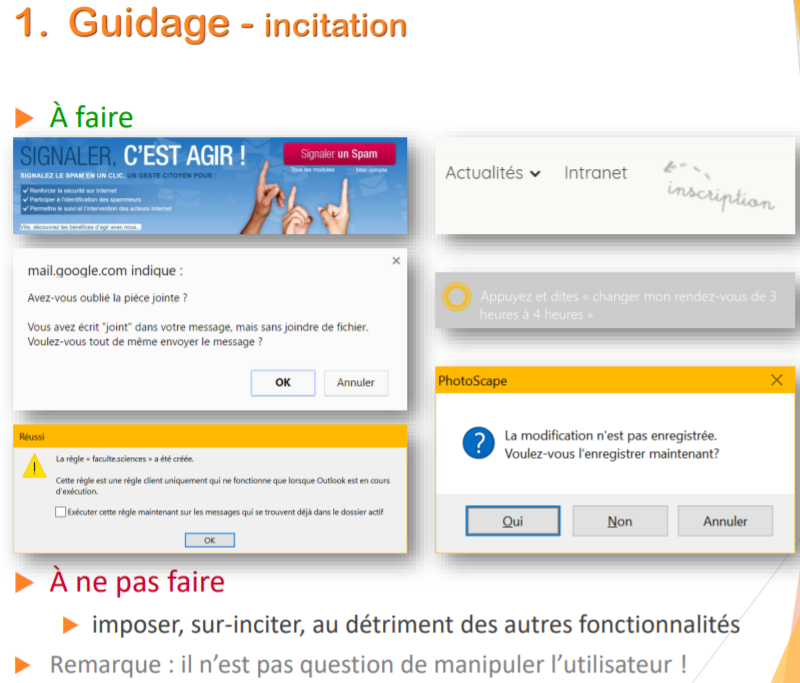 1. Guidage - incitation
À faire
SIGNALER, C'EST AGIR !
Signaler un Spam
SIGNALEZ LE SPAM EN UN CLIC, UN GESTE CITOYEN POUR :
Tous les modules Mon compte
✓ Renforcer la sécurité sur Internet
✓ Participer à l'identification des spammeurs
✓ Permettre le suivi et l'intervention des acteurs Internet
Vite, découvrez les bénéfices d'agir avec nous...
Actualités Intranet inscription
mail.google.com indique :
Avez-vous oublié la pièce jointe ?
Vous avez écrit "joint" dans votre message, mais sans joindre de fichier.
Voulez-vous tout de même envoyer le message ?
OK Annuler
Appuyez et dites « changer mon rendez-vous de 3
heures à 4 heures »
Réussi
La règle « faculte.sciences » a été créée.
Cette règle est une règle client uniquement qui ne fonctionne que lorsque Outlook est en cours
d'exécution.
Exécuter cette règle maintenant sur les messages qui se trouvent déjà dans le dossier actif
OK
PhotoScape
La modification n'est pas enregistrée.
Voulez-vous l'enregistrer maintenant?
Oui Non Annuler
À ne pas faire
imposer, sur-inciter, au détriment des autres fonctionnalités
Remarque : il n'est pas question de manipuler l'utilisateur !